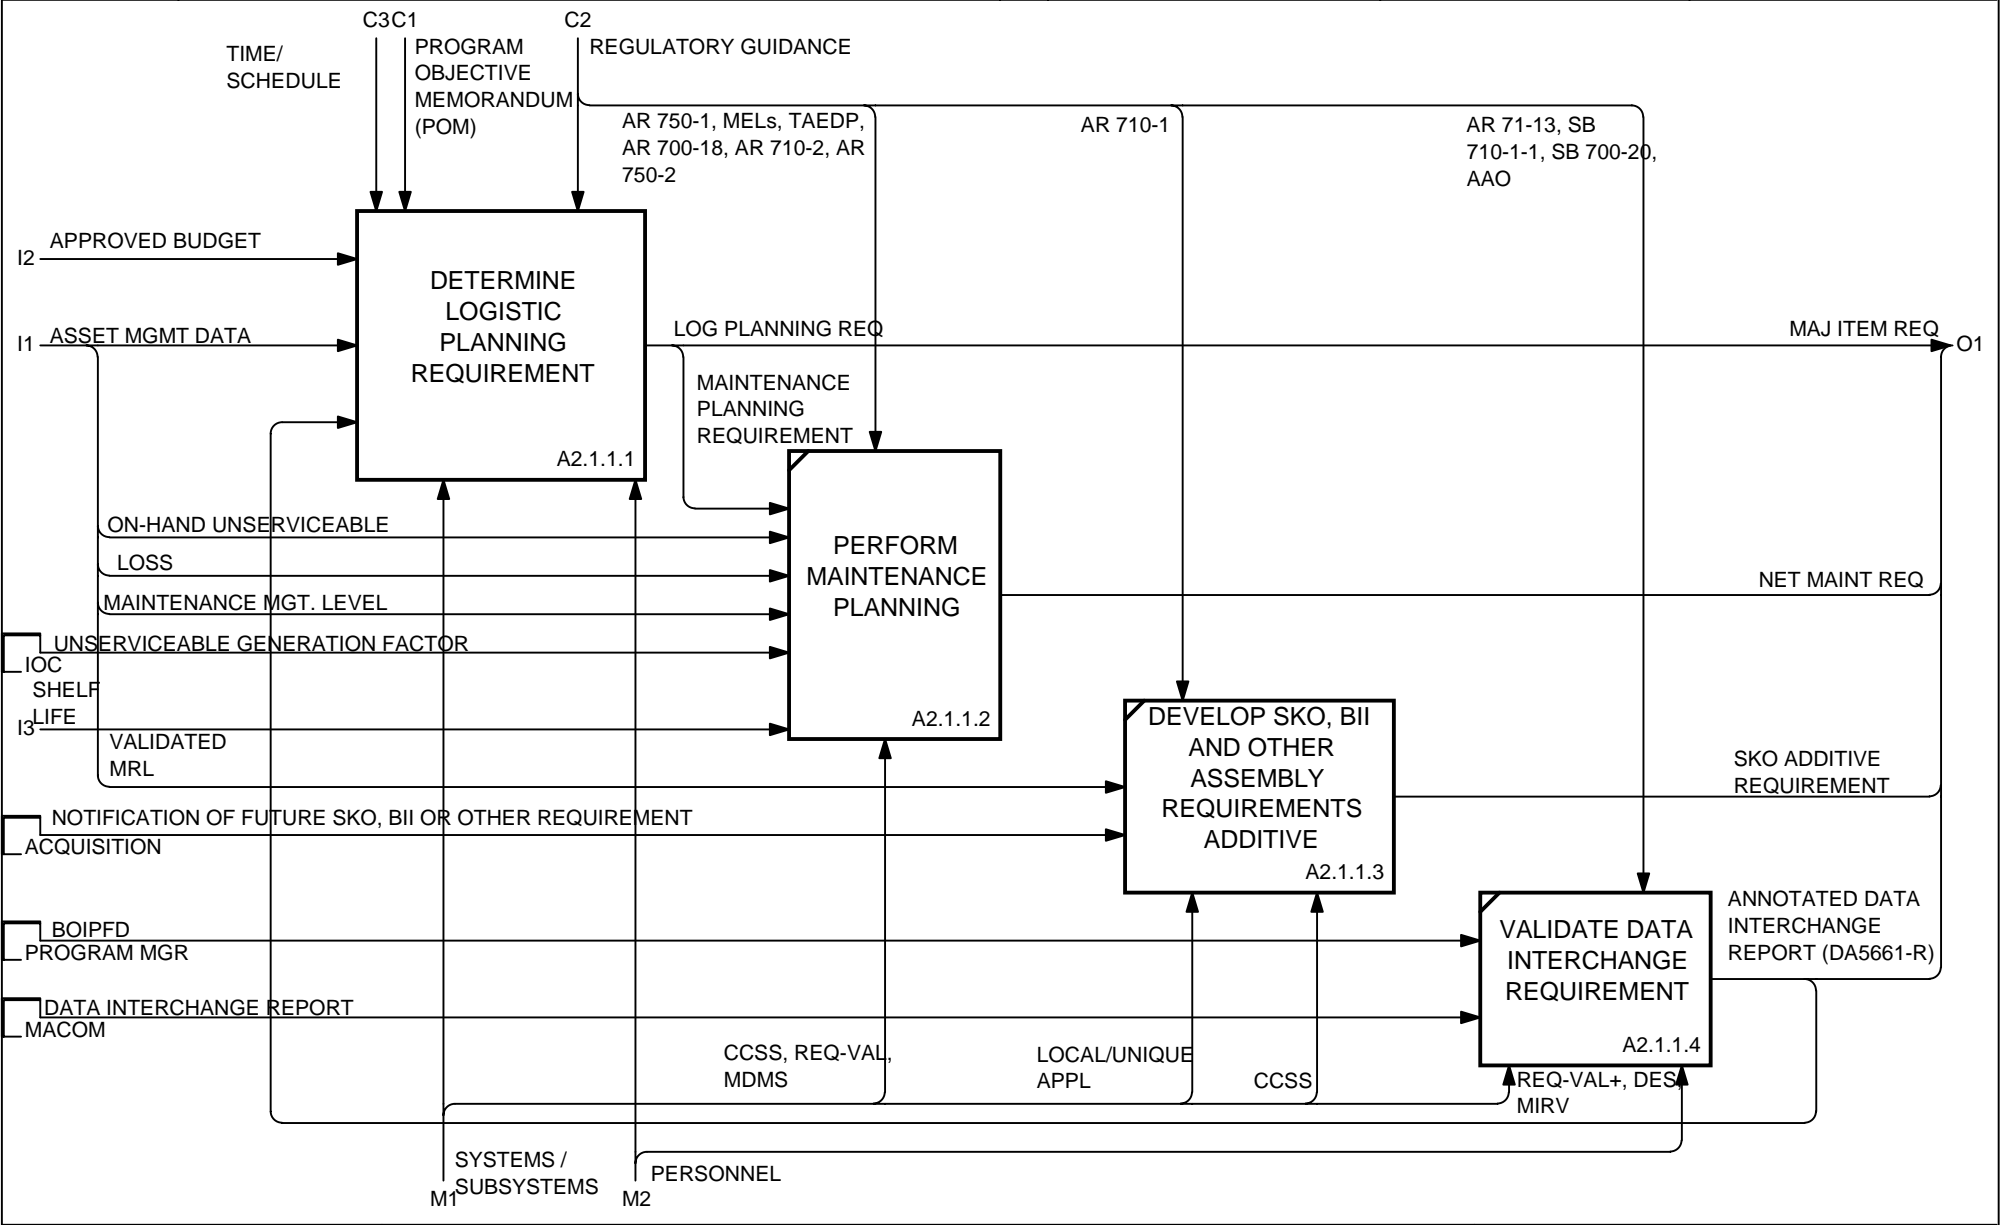 C3
C1
C2
TIME/
SCHEDULE
PROGRAM
OBJECTIVE
MEMORANDUM
(POM)
REGULATORY GUIDANCE
AR 750-1, MELs, TAEDP,
AR 700-18, AR 710-2, AR
750-2
AR 710-1
AR 71-13, SB
710-1-1, SB 700-20,
AAO
I2
APPROVED BUDGET
I1
ASSET MGMT DATA
DETERMINE
LOGISTIC
PLANNING
REQUIREMENT
A2.1.1.1
LOG PLANNING REQ
MAJ ITEM REQ
O1
MAINTENANCE
PLANNING
REQUIREMENT
ON-HAND UNSERVICEABLE
LOSS
MAINTENANCE MGT. LEVEL
UNSERVICEABLE GENERATION FACTOR
IOC
SHELF
LIFE
I3
PERFORM
MAINTENANCE
PLANNING
A2.1.1.2
NET MAINT REQ
VALIDATED
MRL
NOTIFICATION OF FUTURE SKO, BII OR OTHER REQUIREMENT
ACQUISITION
DEVELOP SKO, BII
AND OTHER
ASSEMBLY
REQUIREMENTS
ADDITIVE
A2.1.1.3
SKO ADDITIVE
REQUIREMENT
BOIPFD
PROGRAM MGR
DATA INTERCHANGE REPORT
MACOM
VALIDATE DATA
INTERCHANGE
REQUIREMENT
A2.1.1.4
ANNOTATED DATA
INTERCHANGE
REPORT (DA5661-R)
CCSS, REQ-VAL,
MDMS
LOCAL/UNIQUE
APPL
CCSS
REQ-VAL+, DES,
MIRV
SYSTEMS /
SUBSYSTEMS
M1
PERSONNEL
M2